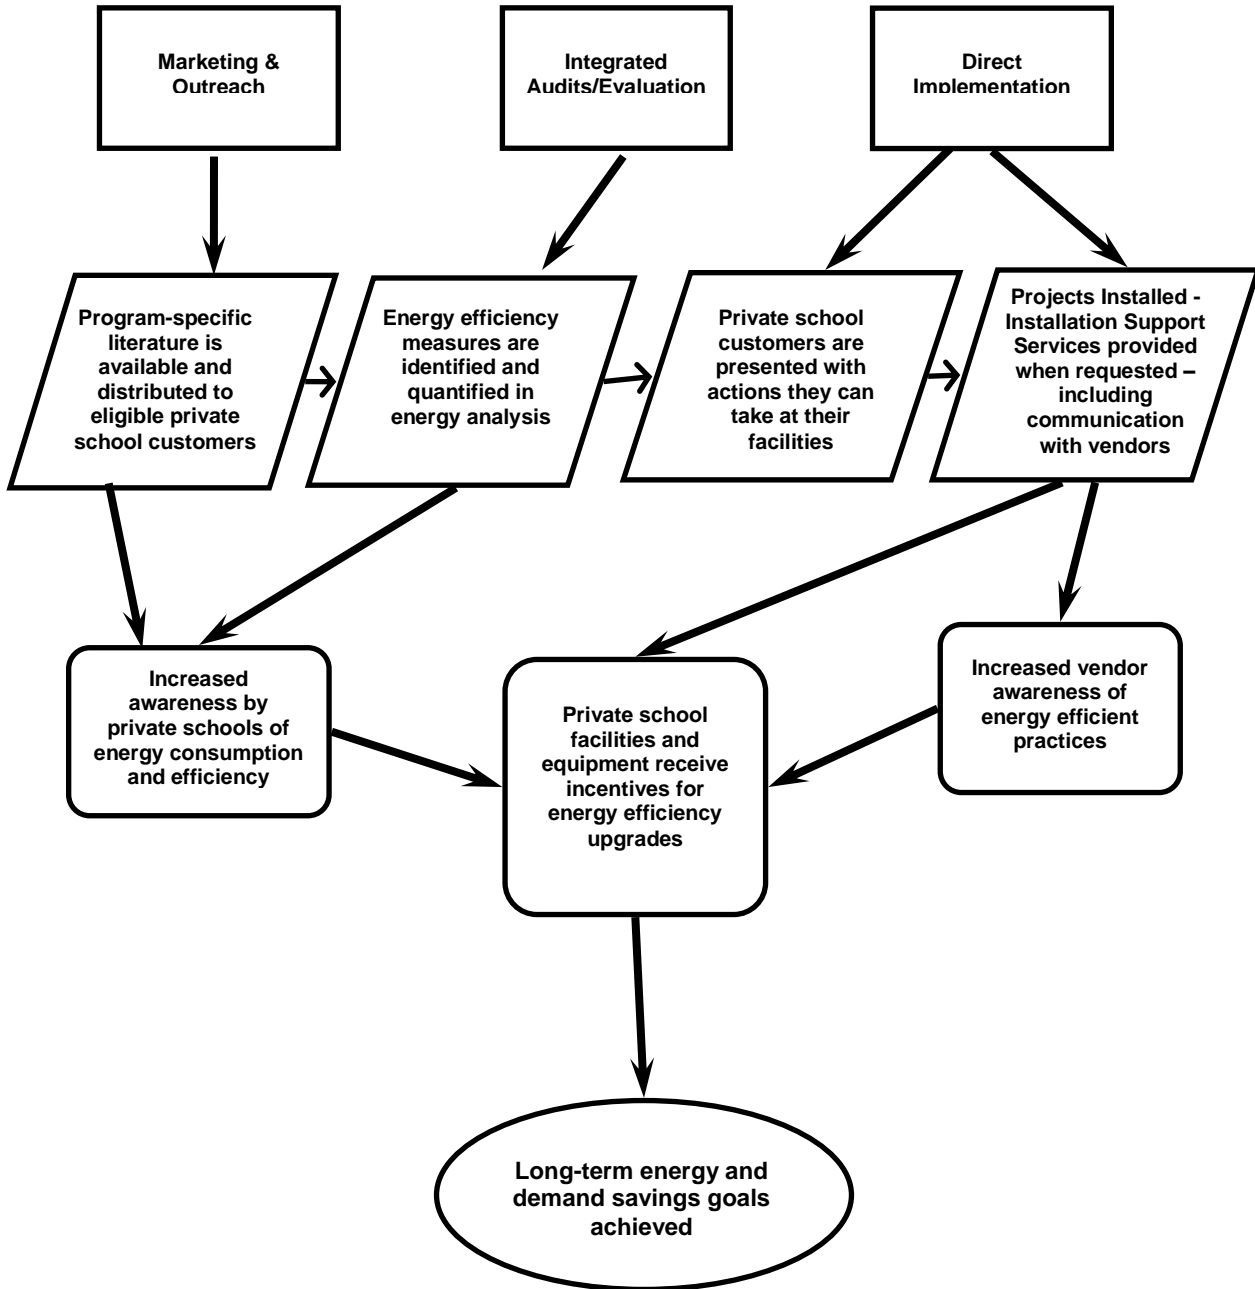 Marketing &
Outreach
Integrated
Audits/Evaluation
Direct
Implementation
Program-specific
literature is
available and
distributed to
eligible private
school customers
Energy efficiency
measures are
identified and
quantified in
energy analysis
Private school
customers are
presented with
actions they can
take at their
facilities
Projects Installed -
Installation Support
Services provided
when requested –
including
communication
with vendors
Increased
awareness by
private schools of
energy consumption
and efficiency
Private school
facilities and
equipment receive
incentives for
energy efficiency
upgrades
Increased vendor
awareness of
energy efficient
practices
Long-term energy and
demand savings goals
achieved